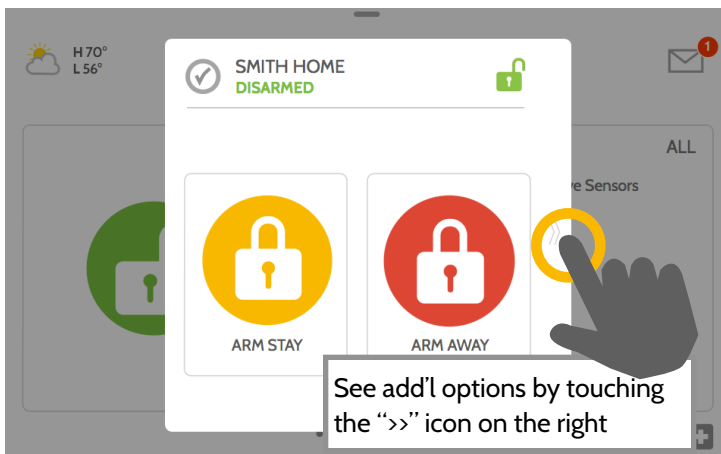 H 70°
L 56°
SMITH HOME
DISARMED
1
ALL
e Sensors
ARM STAY
ARM AWAY
See add'l options by touching
the “>>” icon on the right